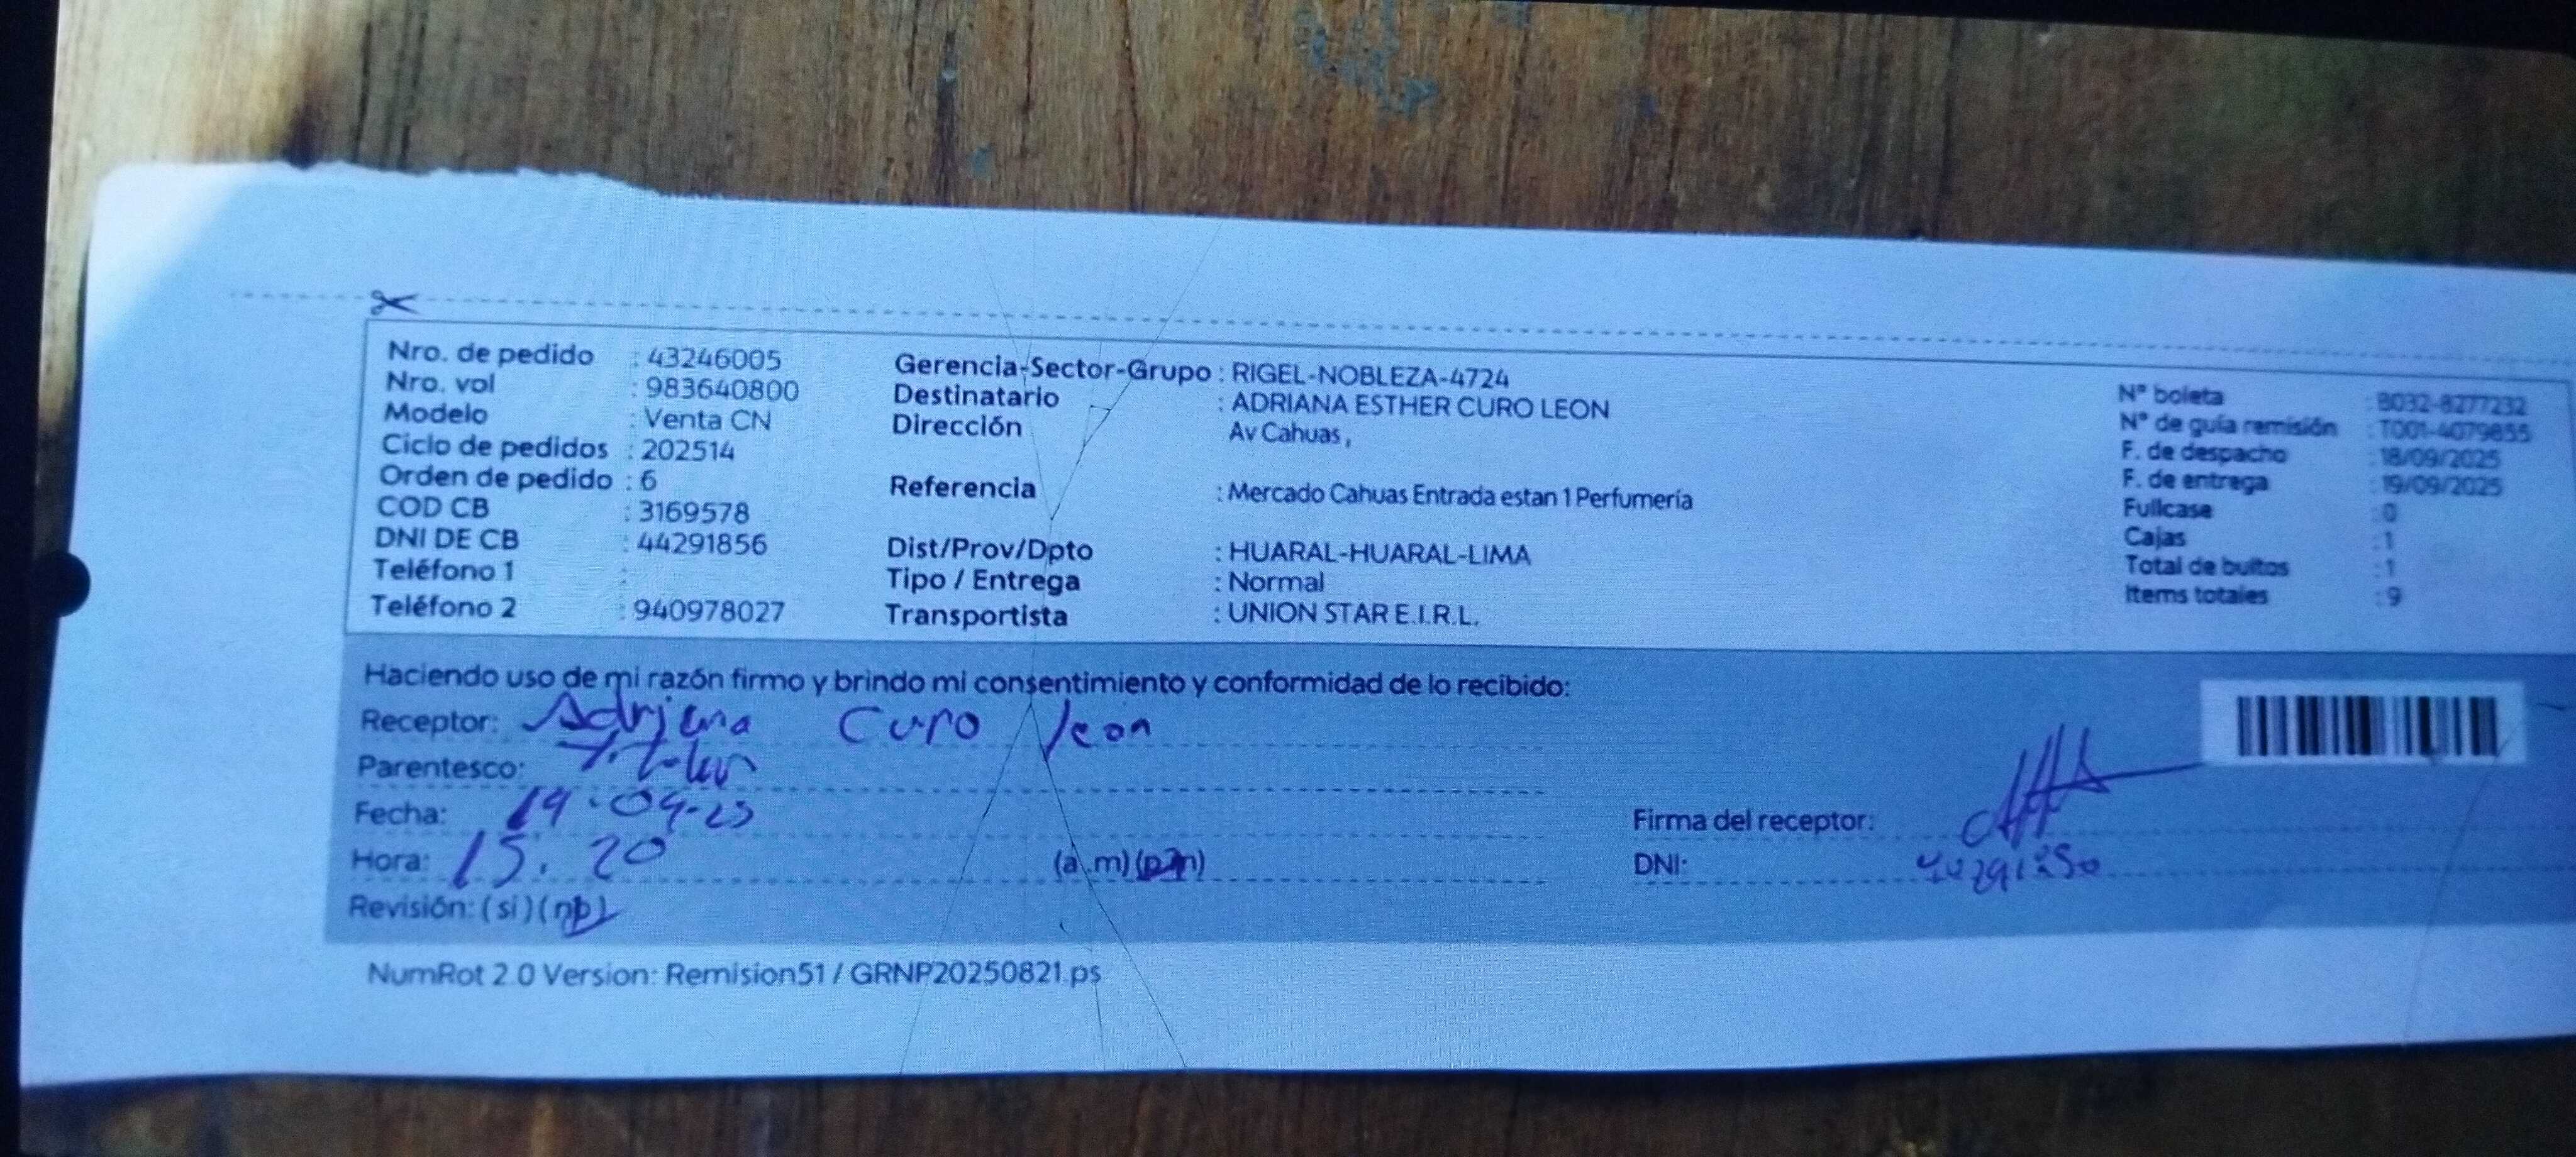 Nro. de pedido : 43246005
Nro. vol : 983640800
Modelo : Venta CN
Ciclo de pedidos : 202514
Orden de pedido : 6
COD CB : 3169578
DNI DE CB : 44291856
Teléfono 1 :
Teléfono 2 : 940978027
Gerencia-Sector-Grupo : RIGEL-NOBLEZA-4724
Destinatario : ADRIANA ESTHER CURO LEON
Dirección Av Cahuas,
Referencia : Mercado Cahuas Entrada estan 1 Perfumería
Dist/Prov/Dpto : HUARAL-HUARAL-LIMA
Tipo / Entrega : Normal
Transportista : UNION STAR E.I.R.L.
N° boleta : B032-8277232
N° de guía remisión : T001-4079855
F. de despacho : 18/09/2025
F. de entrega : 19/09/2025
Fullcase : 0
Cajas : 1
Total de bultos : 1
Items totales : 9
Haciendo uso de mi razón firmo y brindo mi consentimiento y conformidad de lo recibido:
Receptor: Adriana Curo leon
Parentesco: Titular
Fecha: 19-09-25
Hora: 15.20 (a.m) (p.m)
Revisión: (si) (no)
Firma del receptor:
DNI:
NumRot 2.0 Version: Remision51 / GRNP20250821.ps